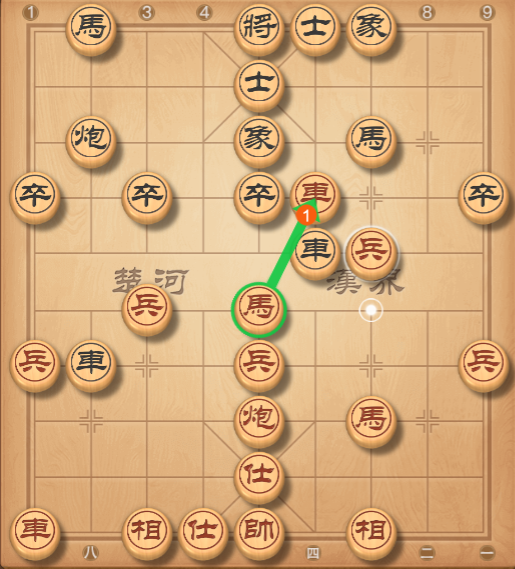 1 3 4 8 9
馬 將 士 象
士
炮 象 馬
卒 卒 卒 車 卒
1
車 兵
楚河 漢界
兵 馬
兵 車 兵 兵
炮 馬
仕
車 相 仕 帥 相
八 四 二 一